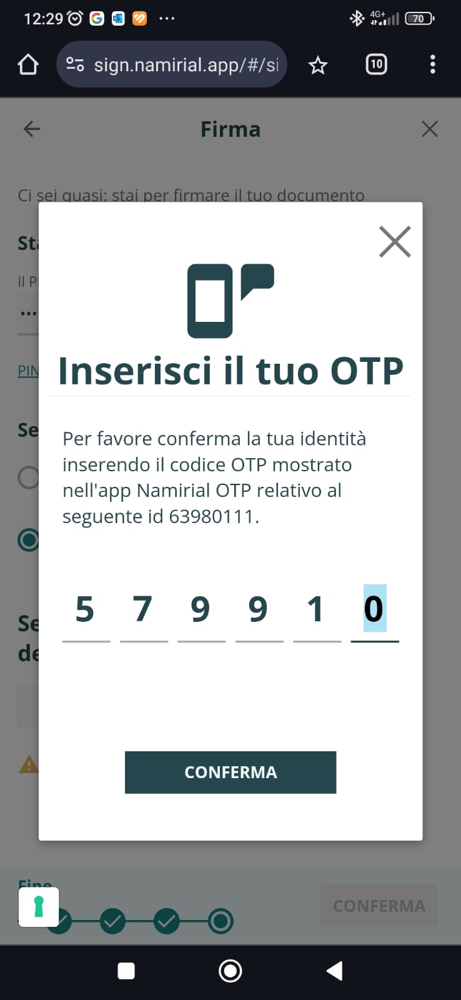 12:29
4G+
70
sign.namirial.app/#/si
10
Firma
Ci sei quasi: stai per firmare il tuo documento
Sta
Il P
PIN
Inserisci il tuo OTP
Se
Per favore conferma la tua identità
inserendo il codice OTP mostrato
nell'app Namirial OTP relativo al
seguente id 63980111.
5 7 9 9 1 0
Se
de
CONFERMA
Fine
CONFERMA